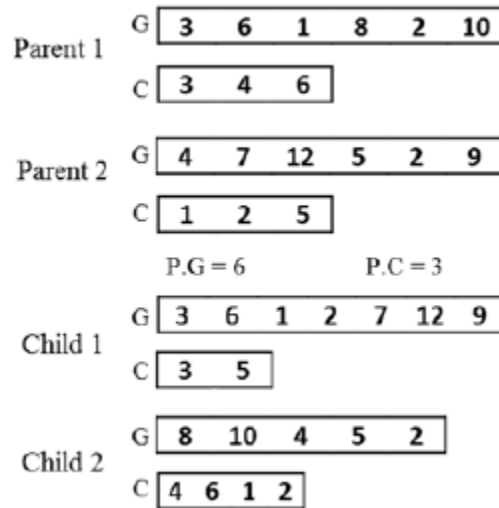 G 3 6 1 8 2 10
Parent 1
C 3 4 6
G 4 7 12 5 2 9
Parent 2
C 1 2 5
P.G = 6 P.C = 3
G 3 6 1 2 7 12 9
Child 1
C 3 5
G 8 10 4 5 2
Child 2
C 4 6 1 2